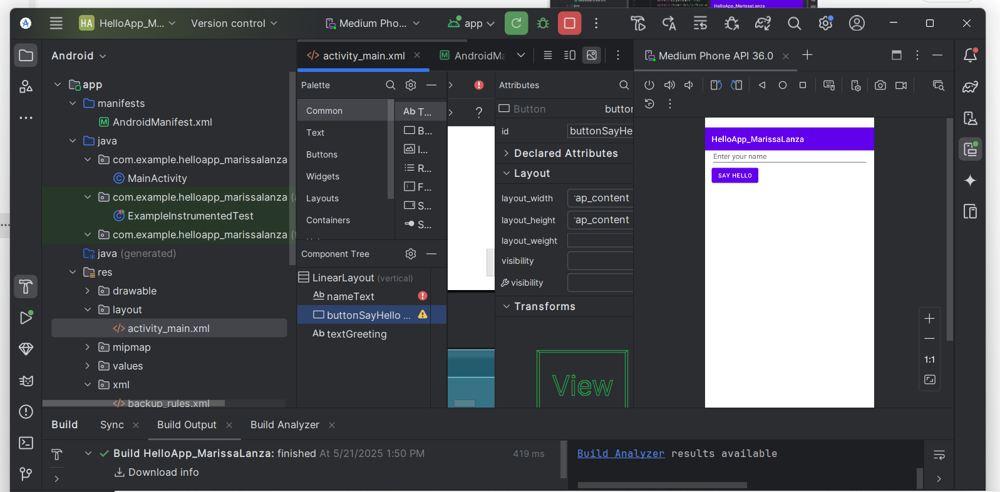 HelloApp_MarissaLanza
HA HelloApp_M... Version control Medium Pho... app
Android
activity_main.xml AndroidMa
Medium Phone API 36.0
app
manifests
AndroidManifest.xml
java
com.example.helloapp_marissalanza
MainActivity
com.example.helloapp_marissalanza (a
ExampleInstrumentedTest
com.example.helloapp_marissalanza (t
java (generated)
res
drawable
layout
activity_main.xml
mipmap
values
xml
backup_rules.xml
Palette
Common
Text
Buttons
Widgets
Layouts
Containers
Ab T...
B...
I...
R...
F...
S...
S...
Component Tree
LinearLayout (vertical)
Ab nameText
buttonSayHello ...
Ab textGreeting
?
Attributes
Button button
id buttonSayHe
Declared Attributes
Layout
layout_width ap_content
layout_height ap_content
layout_weight
visibility
visibility
Transforms
View
HelloApp_MarissaLanza
Enter your name
SAY HELLO
1:1
Build Sync Build Output Build Analyzer
Build HelloApp_MarissaLanza: finished At 5/21/2025 1:50 PM 419 ms
Download info
Build Analyzer results available